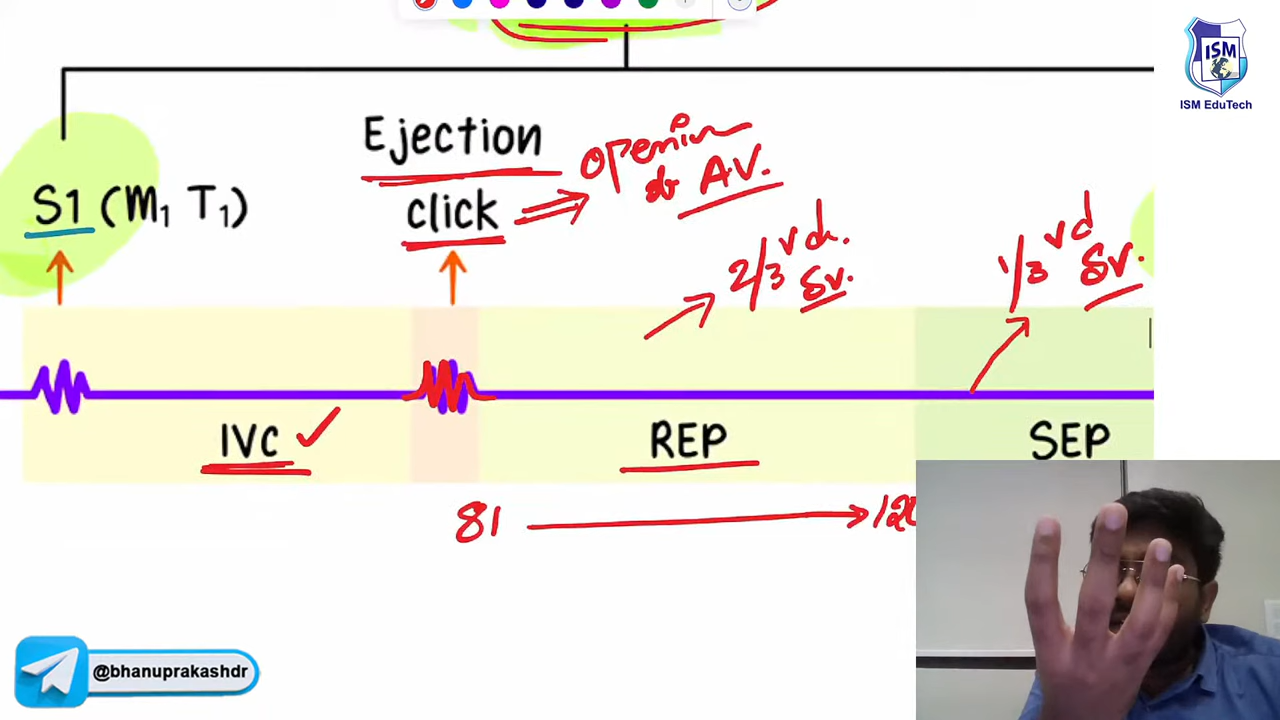 ISM
ISM EduTech
Ejection
click
opening
AV.
S1 (M₁ T₁)
2/3
SV.
1/3 rd
SV.
IVC
REP
SEP
81
@bhanuprakashdr